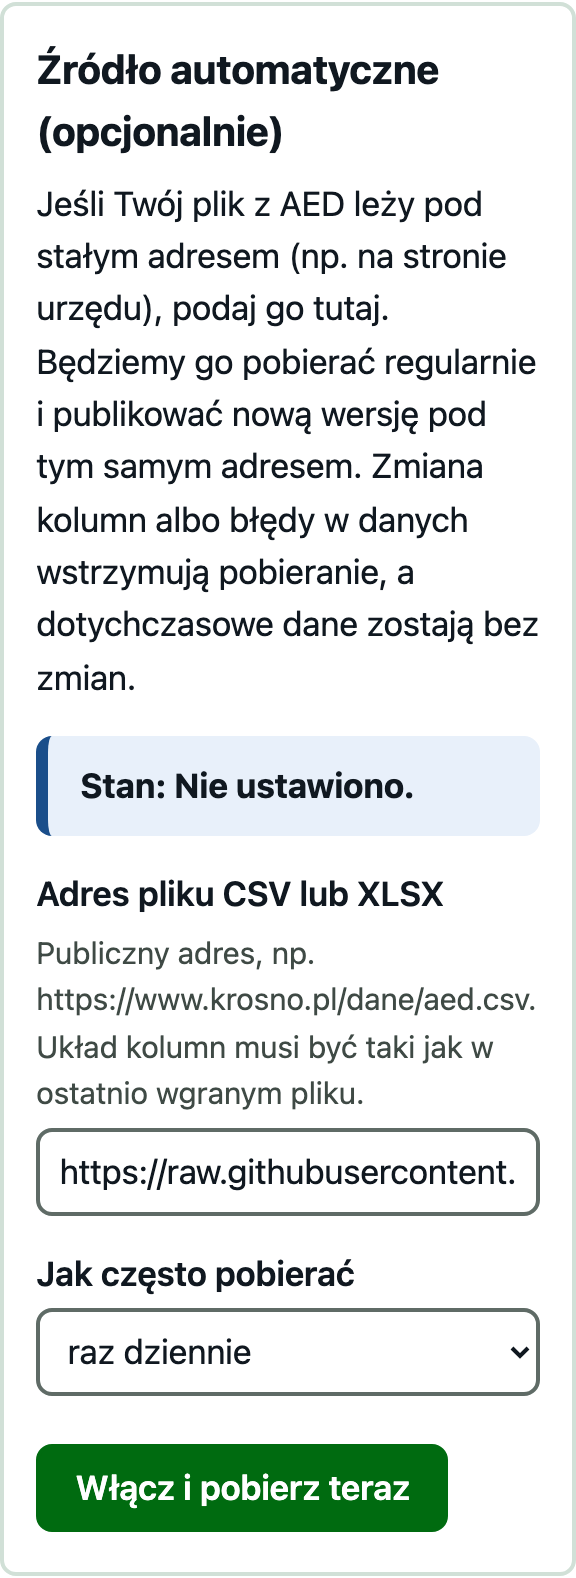 Źródło automatyczne
(opcjonalnie)
Jeśli Twój plik z AED leży pod
stałym adresem (np. na stronie
urzędu), podaj go tutaj.
Będziemy go pobierać regularnie
i publikować nową wersję pod
tym samym adresem. Zmiana
kolumn albo błędy w danych
wstrzymują pobieranie, a
dotychczasowe dane zostają bez
zmian.
Stan: Nie ustawiono.
Adres pliku CSV lub XLSX
Publiczny adres, np.
https://www.krosno.pl/dane/aed.csv.
Układ kolumn musi być taki jak w
ostatnio wgranym pliku.
https://raw.githubusercontent.
Jak często pobierać
raz dziennie
Włącz i pobierz teraz